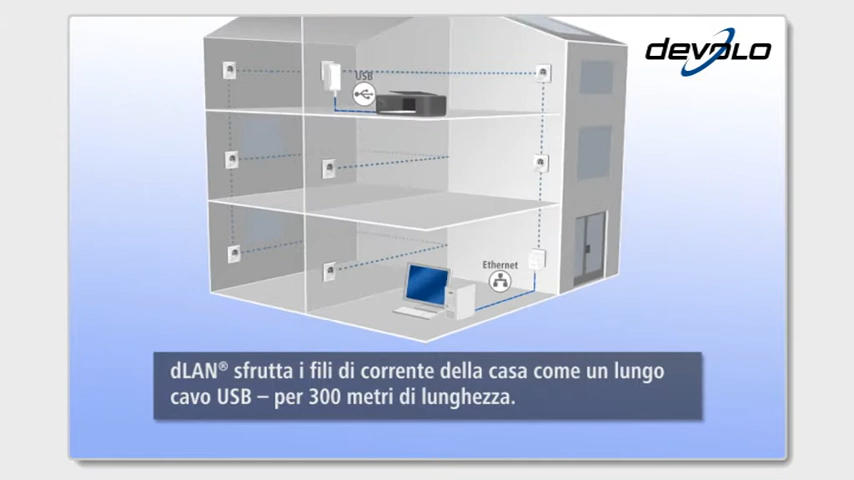 devolo
USB
Ethernet
dLAN® sfrutta i fili di corrente della casa come un lungo
cavo USB – per 300 metri di lunghezza.